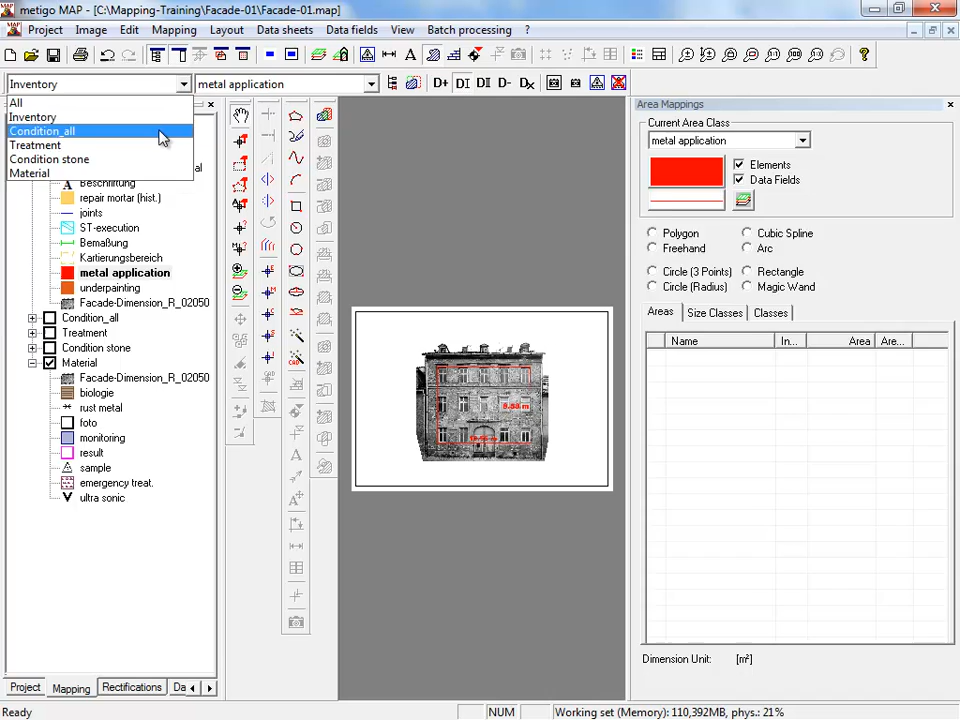 metigo MAP - [C:\Mapping-Training\Facade-01\Facade-01.map]
MAP Project Image Edit Mapping Layout Data sheets Data fields View Batch processing ?
Inventory metal application D+ DI DII D- Dx
All
Inventory
Condition_all
Treatment
Condition stone
Material
Beschriftung
repair mortar (hist.)
joints
ST-execution
Bemaßung
Kartierungsbereich
metal application
underpainting
Facade-Dimension_R_02050
Condition_all
Treatment
Condition stone
Material
Facade-Dimension_R_02050
biologie
rust metal
foto
monitoring
result
sample
emergency treat.
ultra sonic
Project Mapping Rectifications Da
Area Mappings
Current Area Class
metal application
Elements
Data Fields
Polygon Cubic Spline
Freehand Arc
Circle (3 Points) Rectangle
Circle (Radius) Magic Wand
Areas Size Classes Classes
Name In... Area Are...
Dimension Unit: [m²]
Ready NUM Working set (Memory): 110,392MB, phys.: 21%